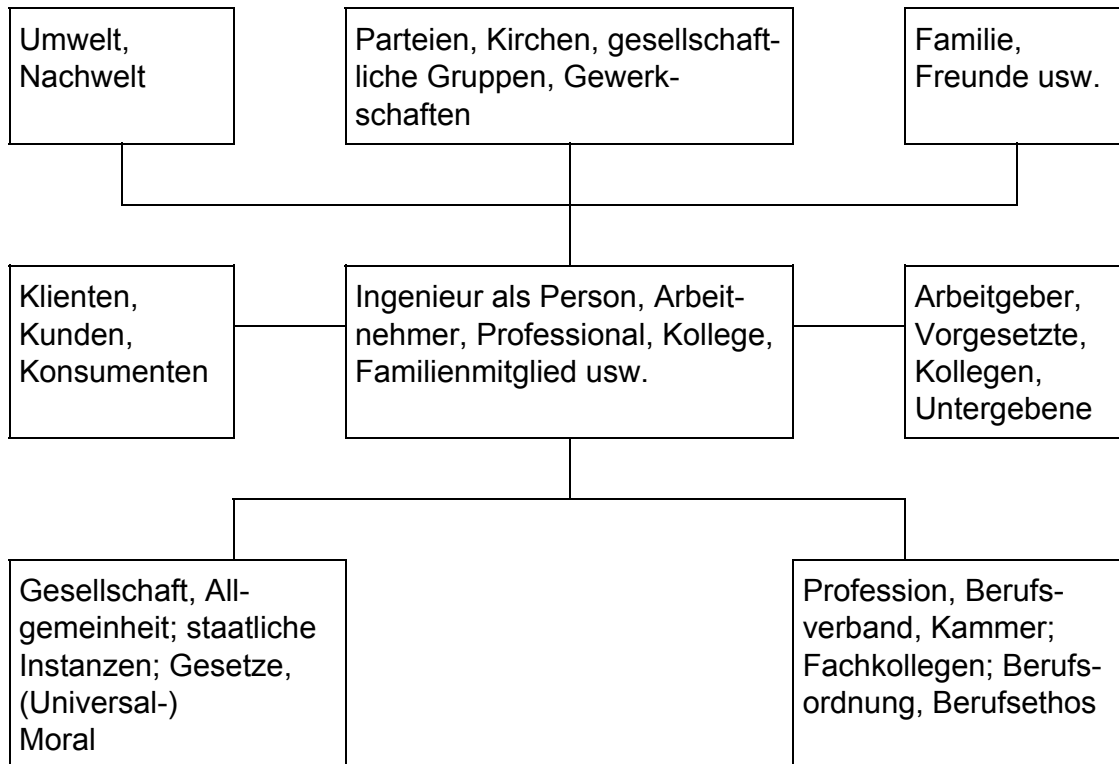 Umwelt,
Nachwelt
Parteien, Kirchen, gesellschaft-
liche Gruppen, Gewerk-
schaften
Familie,
Freunde usw.
Klienten,
Kunden,
Konsumenten
Ingenieur als Person, Arbeit-
nehmer, Professional, Kollege,
Familienmitglied usw.
Arbeitgeber,
Vorgesetzte,
Kollegen,
Untergebene
Gesellschaft, All-
gemeinheit; staatliche
Instanzen; Gesetze,
(Universal-)
Moral
Profession, Berufs-
verband, Kammer;
Fachkollegen; Berufs-
ordnung, Berufsethos